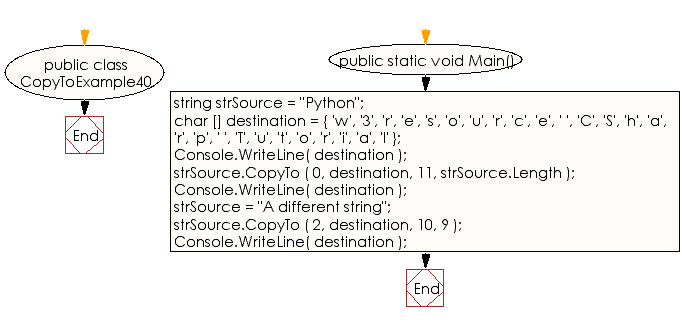 public class
CopyToExample40
End
public static void Main()
string strSource = "Python";
char [] destination = { 'w', '3', 'r', 'e', 's', 'o', 'u', 'r', 'c', 'e', ' ', 'C', 'S', 'h', 'a',
'r', 'p', ' ', 'T', 'u', 't', 'o', 'r', 'i', 'a', 'l' };
Console.WriteLine( destination );
strSource.CopyTo ( 0, destination, 11, strSource.Length );
Console.WriteLine( destination );
strSource = "A different string";
strSource.CopyTo ( 2, destination, 10, 9 );
Console.WriteLine( destination );
End